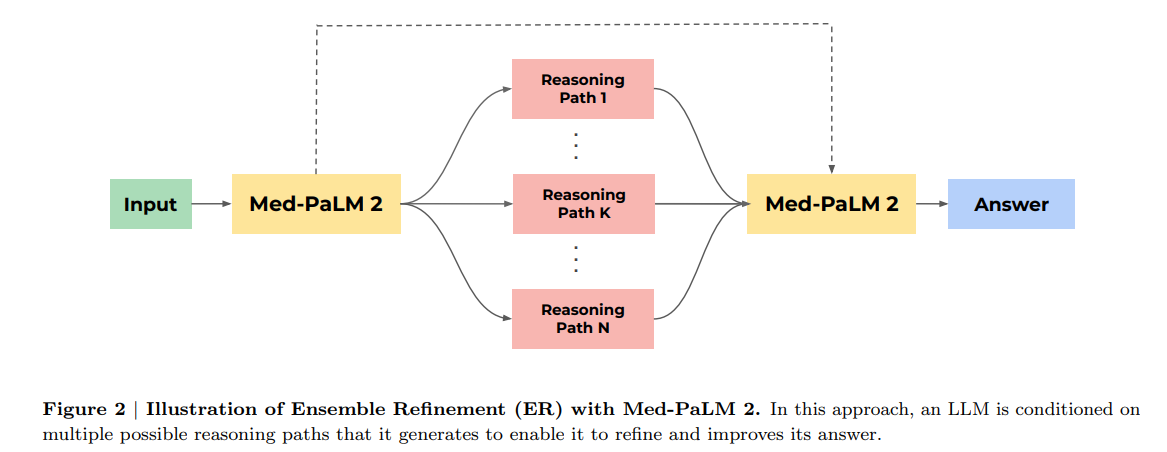 Reasoning
Path 1
Input
Med-PaLM 2
Reasoning
Path K
Med-PaLM 2
Answer
Reasoning
Path N
Figure 2 | Illustration of Ensemble Refinement (ER) with Med-PaLM 2. In this approach, an LLM is conditioned on
multiple possible reasoning paths that it generates to enable it to refine and improves its answer.